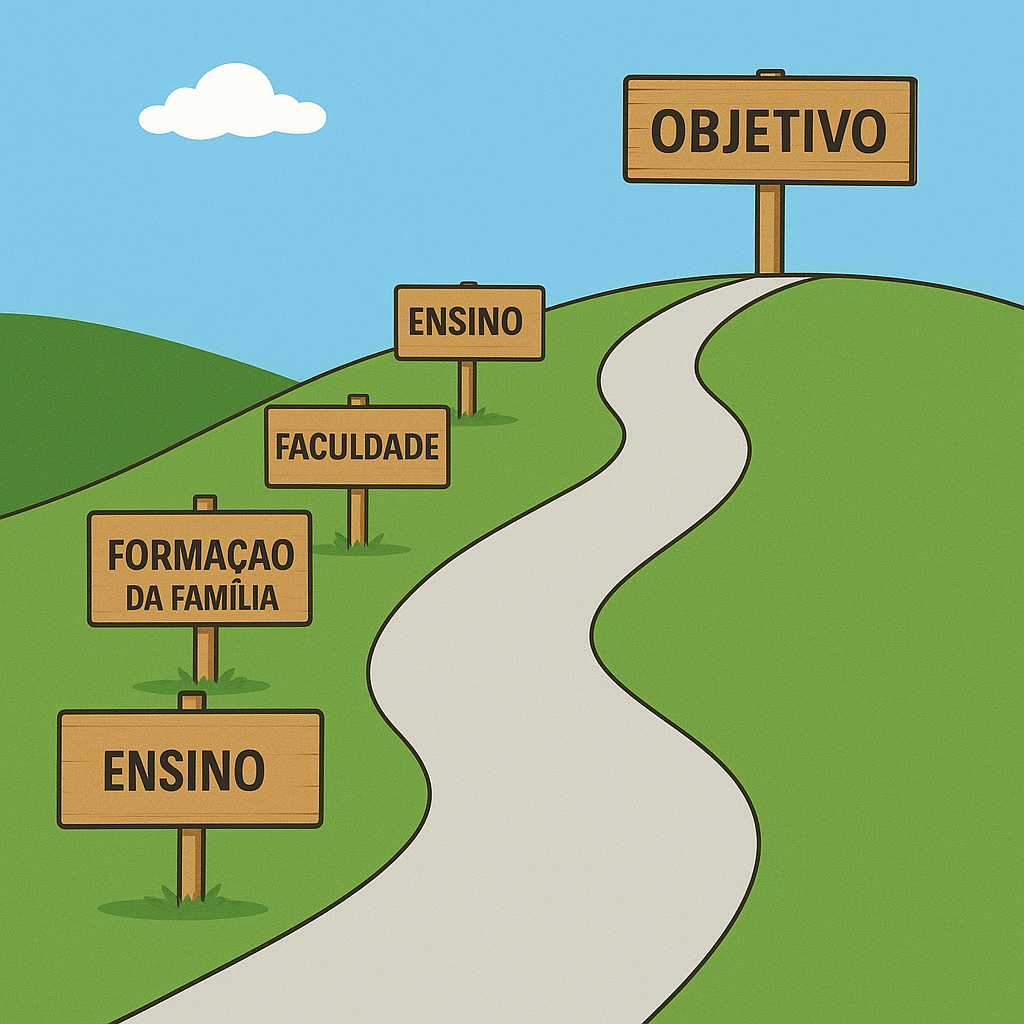 OBJETIVO
ENSINO
FACULDADE
FORMAÇAO
DA FAMÍLIA
ENSINO